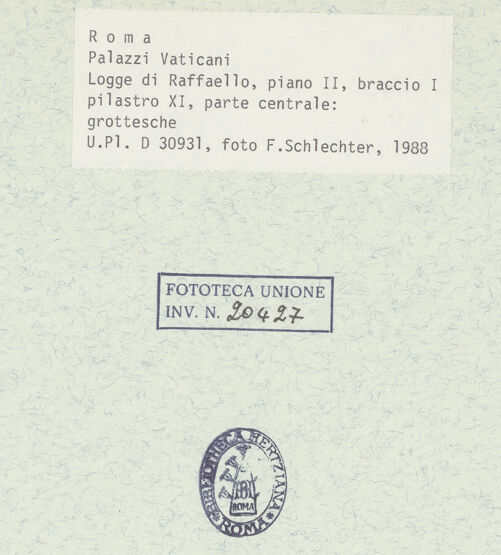 R o m a
Palazzi Vaticani
Logge di Raffaello, piano II, braccio I
pilastro XI, parte centrale:
grottesche
U.Pl. D 30931, foto F.Schlechter, 1988
FOTOTECA UNIONE
INV. N. 20427
*BIBLIOTHECA HERTZIANA*
ROMA
ROMA